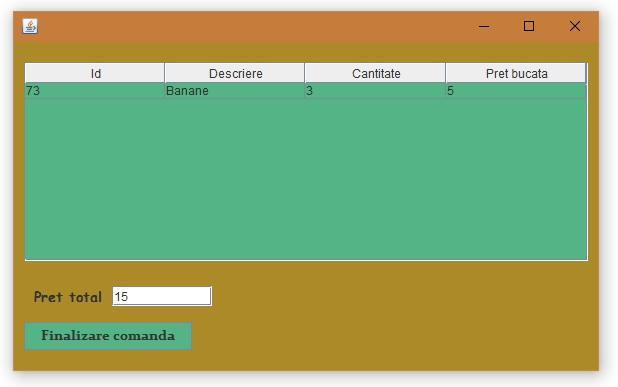 Id Descriere Cantitate Pret bucata
73 Banane 3 5
Pret total 15
Finalizare comanda